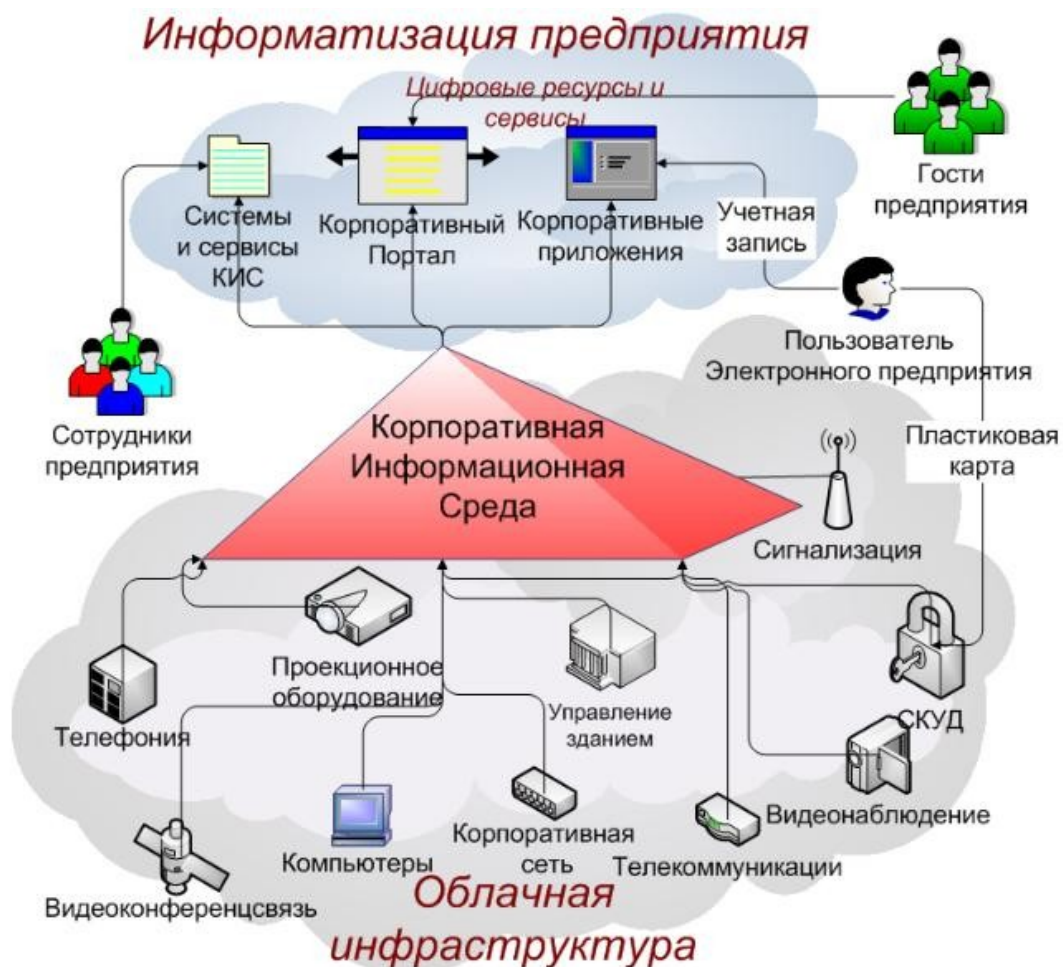 Информатизация предприятия
Цифровые ресурсы и
сервисы
Гости
предприятия
Системы
и сервисы
КИС
Корпоративный
Портал
Корпоративные
приложения
Учетная
запись
Пользователь
Электронного предприятия
Сотрудники
предприятия
Корпоративная
Информационная
Среда
Пластиковая
карта
Сигнализация
Проекционное
оборудование
Телефония
Управление
зданием
СКУД
Видеонаблюдение
Компьютеры
Корпоративная
сеть
Телекоммуникации
Видеоконференцсвязь
Облачная
инфраструктура